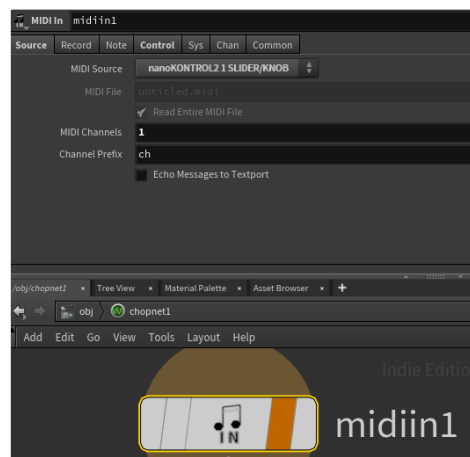 MIDI In midiin1
Source Record Note Control Sys Chan Common
MIDI Source nanoKONTROL2 1 SLIDER/KNOB
MIDI File untitled.midi
Read Entire MIDI File
MIDI Channels 1
Channel Prefix ch
Echo Messages to Textport
/obj/chopnet1 Tree View Material Palette Asset Browser
obj chopnet1
Add Edit Go View Tools Layout Help
Indie Editio
IN midiin1